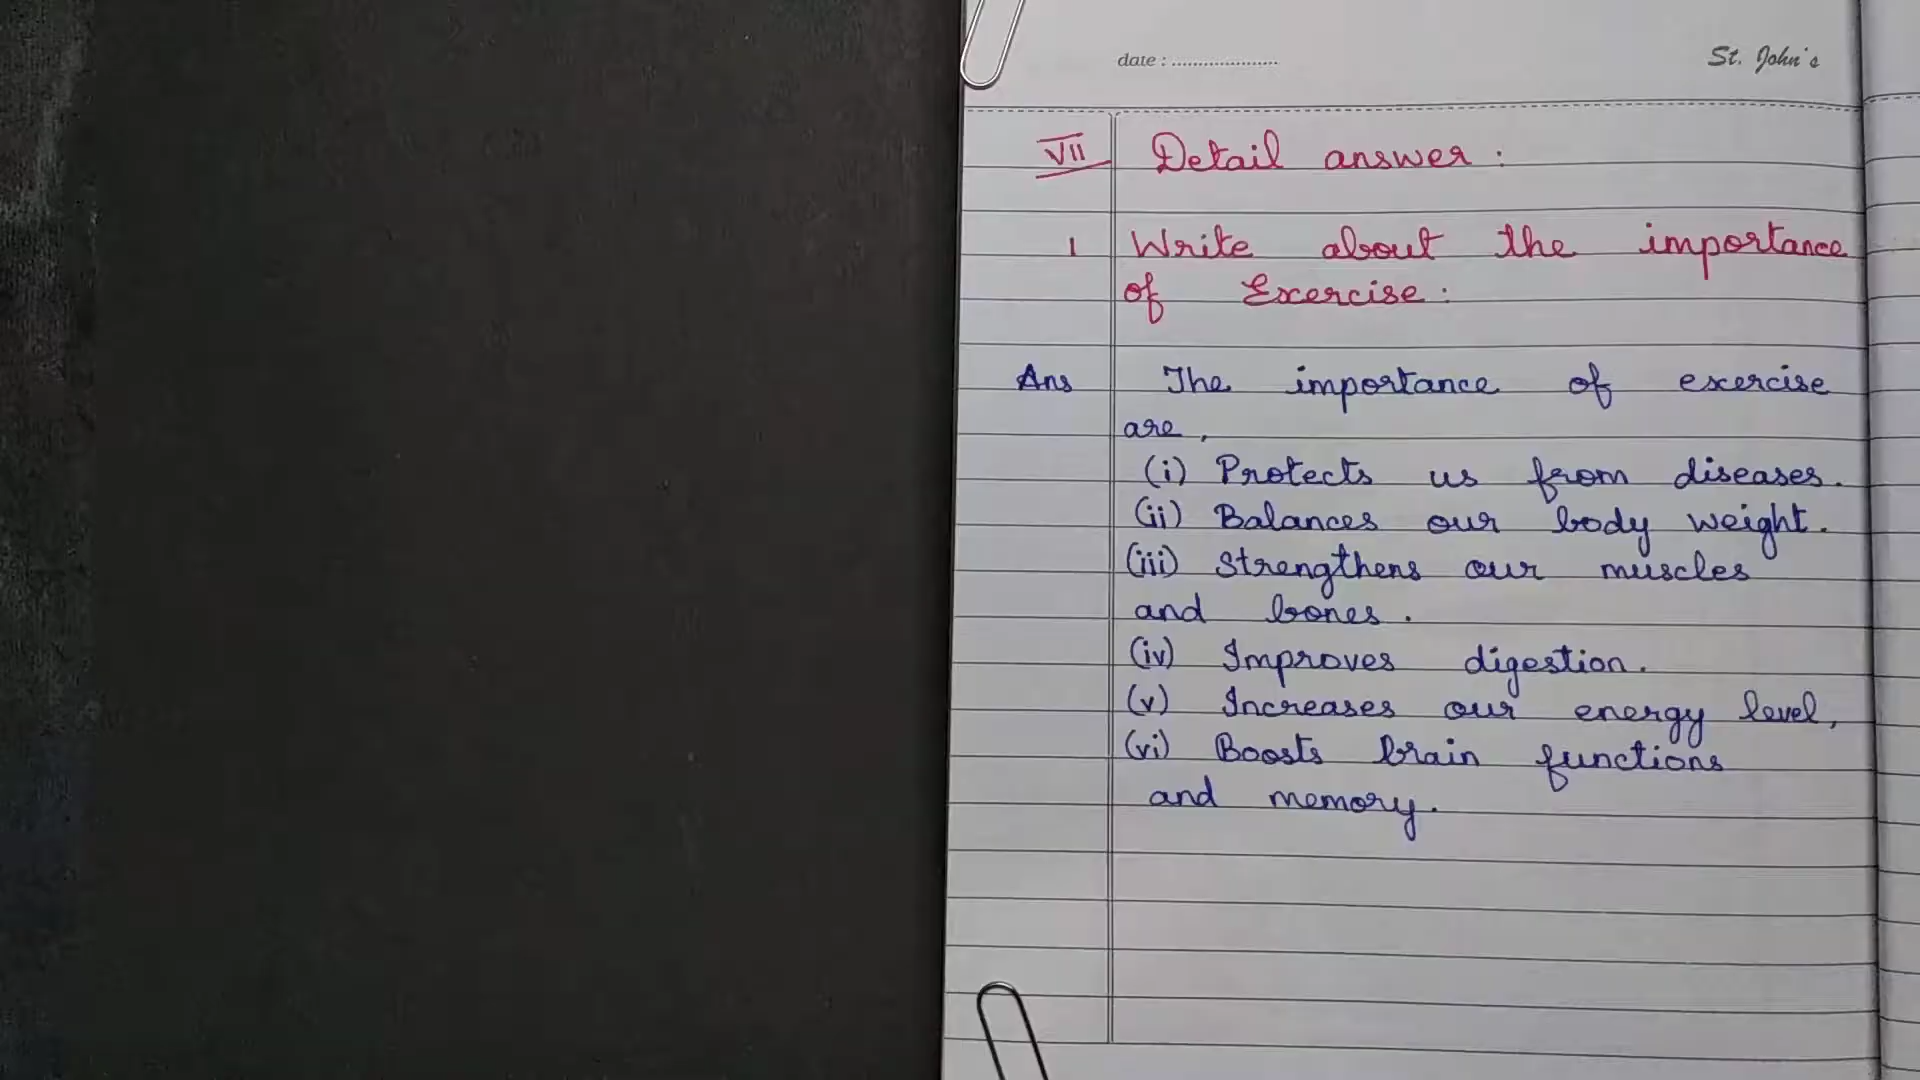 date : .....................
St. John's
VII Detail answer :
1 Write about the importance
of Exercise :
Ans The importance of exercise
are,
(i) Protects us from diseases.
(ii) Balances our body weight.
(iii) Strengthens our muscles
and bones.
(iv) Improves digestion.
(v) Increases our energy level,
(vi) Boosts brain functions
and memory.